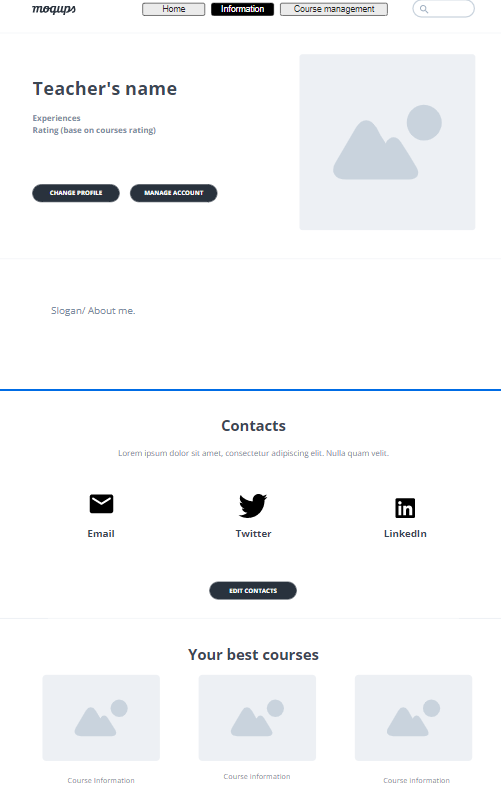 moqups
Home
Information
Course management
Teacher's name
Experiences
Rating (base on courses rating)
CHANGE PROFILE
MANAGE ACCOUNT
Slogan/ About me.
Contacts
Lorem ipsum dolor sit amet, consectetur adipiscing elit. Nulla quam velit.
Email
Twitter
LinkedIn
EDIT CONTACTS
Your best courses
Course Information
Course information
Course information